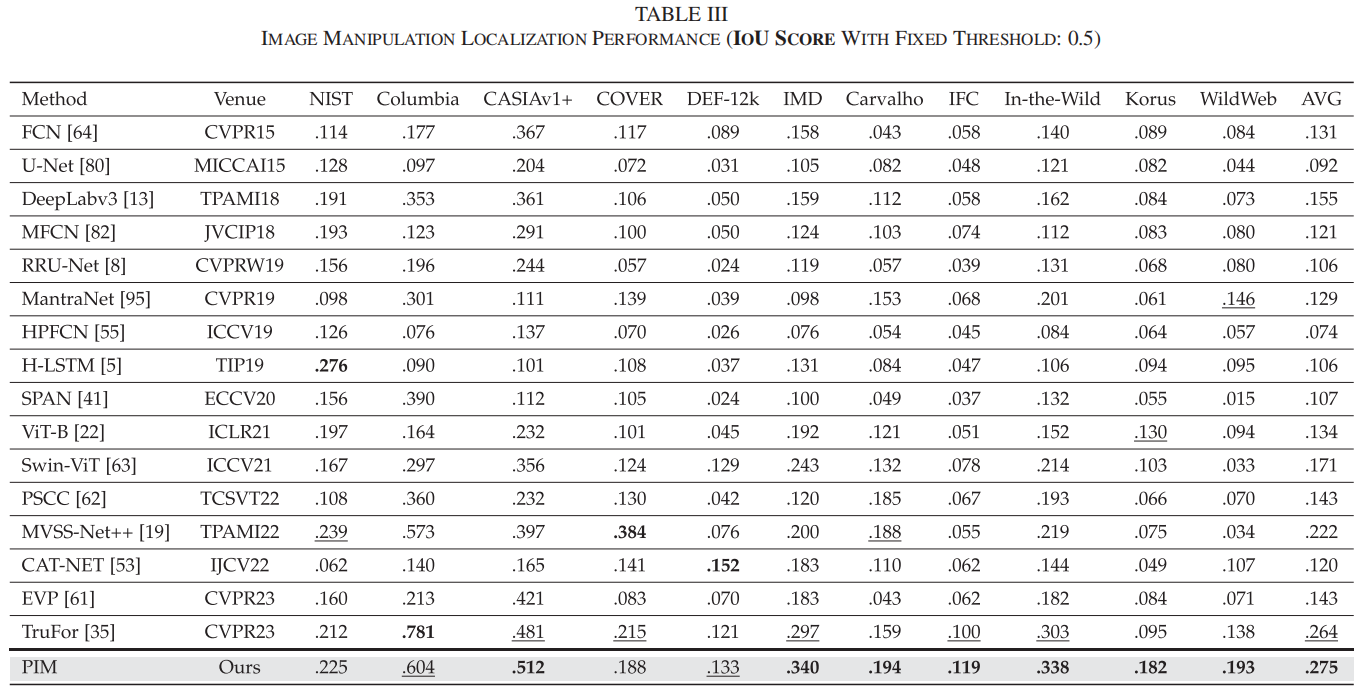 TABLE III
IMAGE MANIPULATION LOCALIZATION PERFORMANCE (IOU SCORE WITH FIXED THRESHOLD: 0.5)
Method Venue NIST Columbia CASIAv1+ COVER DEF-12k IMD Carvalho IFC In-the-Wild Korus WildWeb AVG
FCN [64] CVPR15 .114 .177 .367 .117 .089 .158 .043 .058 .140 .089 .084 .131
U-Net [80] MICCAI15 .128 .097 .204 .072 .031 .105 .082 .048 .121 .082 .044 .092
DeepLabv3 [13] TPAMI18 .191 .353 .361 .106 .050 .159 .112 .058 .162 .084 .073 .155
MFCN [82] JVCIP18 .193 .123 .291 .100 .050 .124 .103 .074 .112 .083 .080 .121
RRU-Net [8] CVPRW19 .156 .196 .244 .057 .024 .119 .057 .039 .131 .068 .080 .106
MantraNet [95] CVPR19 .098 .301 .111 .139 .039 .098 .153 .068 .201 .061 .146 .129
HPFCN [55] ICCV19 .126 .076 .137 .070 .026 .076 .054 .045 .084 .064 .057 .074
H-LSTM [5] TIP19 .276 .090 .101 .108 .037 .131 .084 .047 .106 .094 .095 .106
SPAN [41] ECCV20 .156 .390 .112 .105 .024 .100 .049 .037 .132 .055 .015 .107
ViT-B [22] ICLR21 .197 .164 .232 .101 .045 .192 .121 .051 .152 .130 .094 .134
Swin-ViT [63] ICCV21 .167 .297 .356 .124 .129 .243 .132 .078 .214 .103 .033 .171
PSCC [62] TCSVT22 .108 .360 .232 .130 .042 .120 .185 .067 .193 .066 .070 .143
MVSS-Net++ [19] TPAMI22 .239 .573 .397 .384 .076 .200 .188 .055 .219 .075 .034 .222
CAT-NET [53] IJCV22 .062 .140 .165 .141 .152 .183 .110 .062 .144 .049 .107 .120
EVP [61] CVPR23 .160 .213 .421 .083 .070 .183 .043 .062 .182 .084 .071 .143
TruFor [35] CVPR23 .212 .781 .481 .215 .121 .297 .159 .100 .303 .095 .138 .264
PIM Ours .225 .604 .512 .188 .133 .340 .194 .119 .338 .182 .193 .275